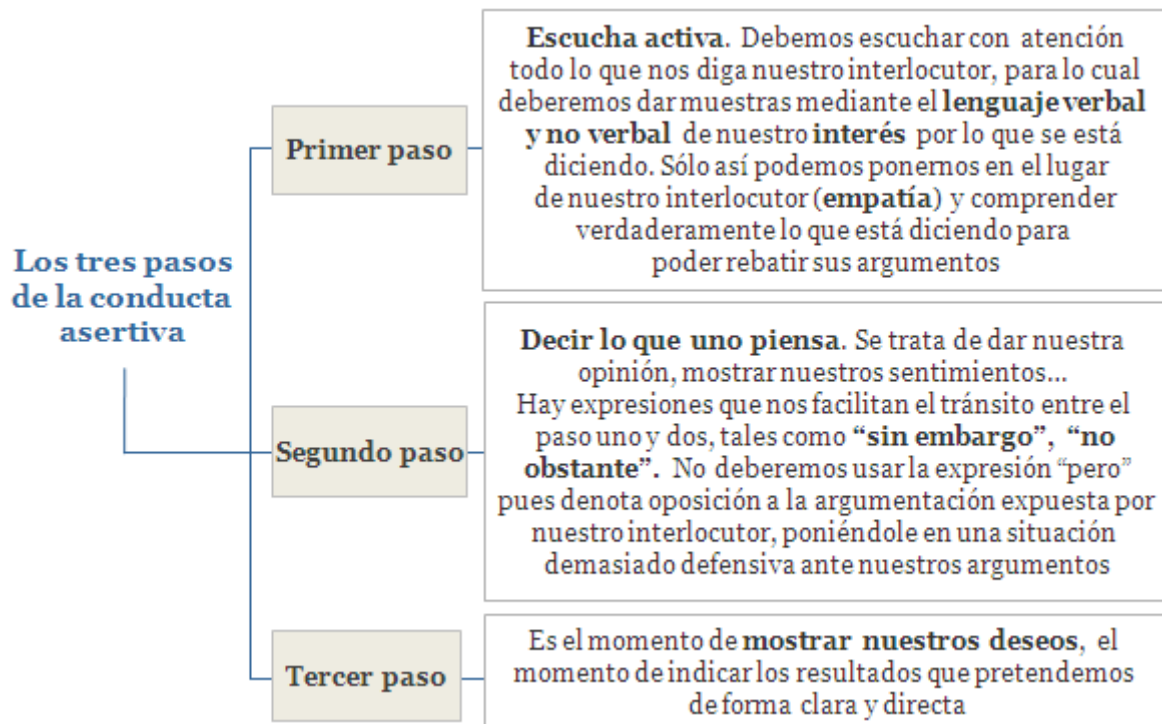 Los tres pasos
de la conducta
asertiva
Primer paso
Escucha activa. Debemos escuchar con atención
todo lo que nos diga nuestro interlocutor, para lo cual
deberemos dar muestras mediante el lenguaje verbal
y no verbal de nuestro interés por lo que se está
diciendo. Sólo así podemos ponernos en el lugar
de nuestro interlocutor (empatía) y comprender
verdaderamente lo que está diciendo para
poder rebatir sus argumentos
Segundo paso
Decir lo que uno piensa. Se trata de dar nuestra
opinión, mostrar nuestros sentimientos...
Hay expresiones que nos facilitan el tránsito entre el
paso uno y dos, tales como “sin embargo”, “no
obstante”. No deberemos usar la expresión “pero”
pues denota oposición a la argumentación expuesta por
nuestro interlocutor, poniéndole en una situación
demasiado defensiva ante nuestros argumentos
Tercer paso
Es el momento de mostrar nuestros deseos, el
momento de indicar los resultados que pretendemos
de forma clara y directa